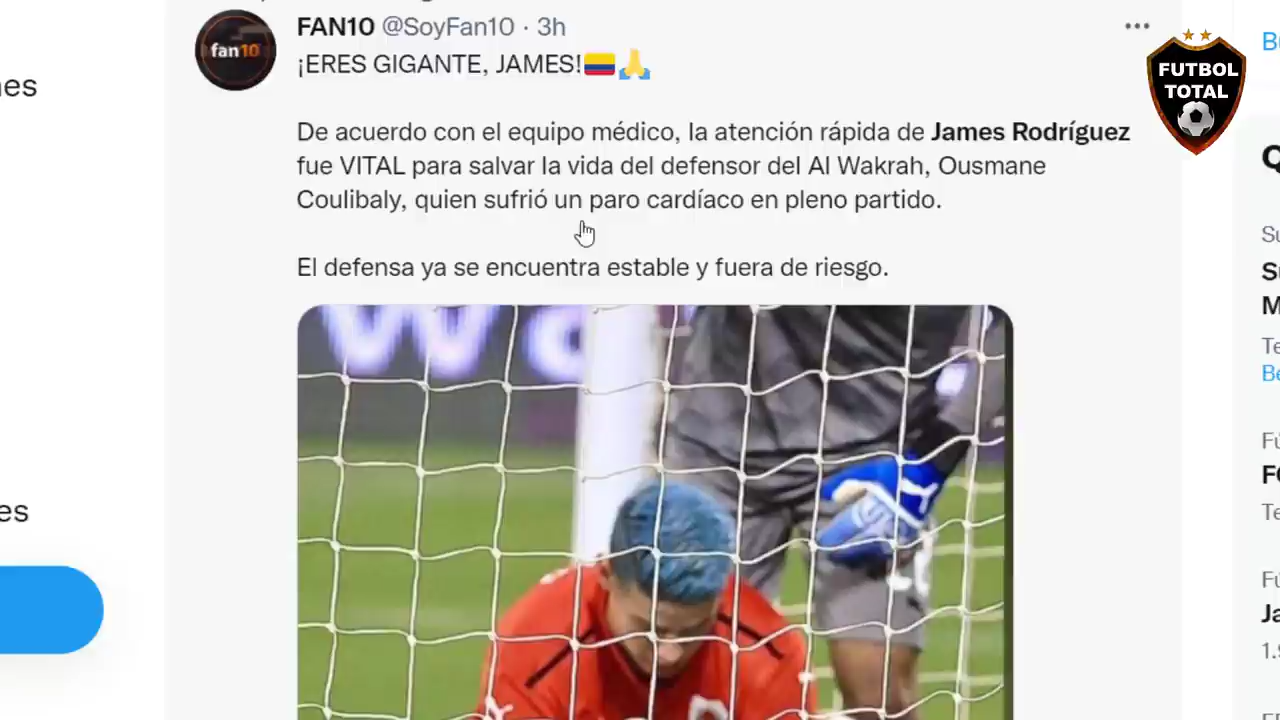 FAN10 @SoyFan10 · 3h
fan10
¡ERES GIGANTE, JAMES!🇨🇴🙏
De acuerdo con el equipo médico, la atención rápida de James Rodríguez
fue VITAL para salvar la vida del defensor del Al Wakrah, Ousmane
Coulibaly, quien sufrió un paro cardíaco en pleno partido.
El defensa ya se encuentra estable y fuera de riesgo.
FUTBOL
TOTAL